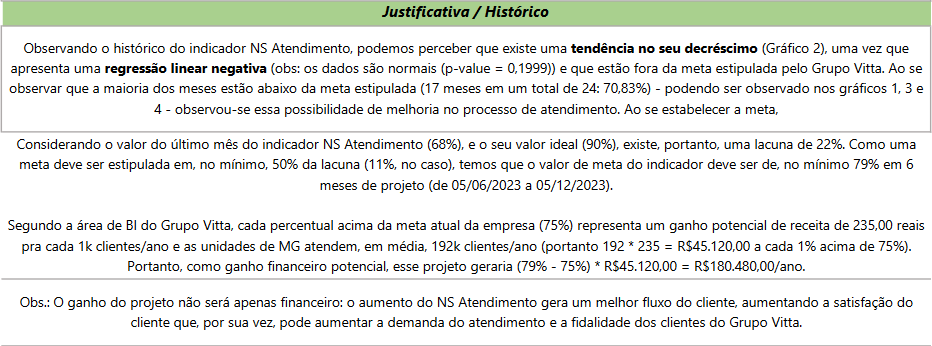 Justificativa / Histórico
Observando o histórico do indicador NS Atendimento, podemos perceber que existe uma tendência no seu decréscimo (Gráfico 2), uma vez que
apresenta uma regressão linear negativa (obs: os dados são normais (p-value = 0,1999)) e que estão fora da meta estipulada pelo Grupo Vitta. Ao se
observar que a maioria dos meses estão abaixo da meta estipulada (17 meses em um total de 24: 70,83%) - podendo ser observado nos gráficos 1, 3 e
4 - observou-se essa possibilidade de melhoria no processo de atendimento. Ao se estabelecer a meta,
Considerando o valor do último mês do indicador NS Atendimento (68%), e o seu valor ideal (90%), existe, portanto, uma lacuna de 22%. Como uma
meta deve ser estipulada em, no mínimo, 50% da lacuna (11%, no caso), temos que o valor de meta do indicador deve ser de, no mínimo 79% em 6
meses de projeto (de 05/06/2023 a 05/12/2023).
Segundo a área de BI do Grupo Vitta, cada percentual acima da meta atual da empresa (75%) representa um ganho potencial de receita de 235,00 reais
pra cada 1k clientes/ano e as unidades de MG atendem, em média, 192k clientes/ano (portanto 192 * 235 = R$45.120,00 a cada 1% acima de 75%).
Portanto, como ganho financeiro potencial, esse projeto geraria (79% - 75%) * R$45.120,00 = R$180.480,00/ano.
Obs.: O ganho do projeto não será apenas financeiro: o aumento do NS Atendimento gera um melhor fluxo do cliente, aumentando a satisfação do
cliente que, por sua vez, pode aumentar a demanda do atendimento e a fidalidade dos clientes do Grupo Vitta.